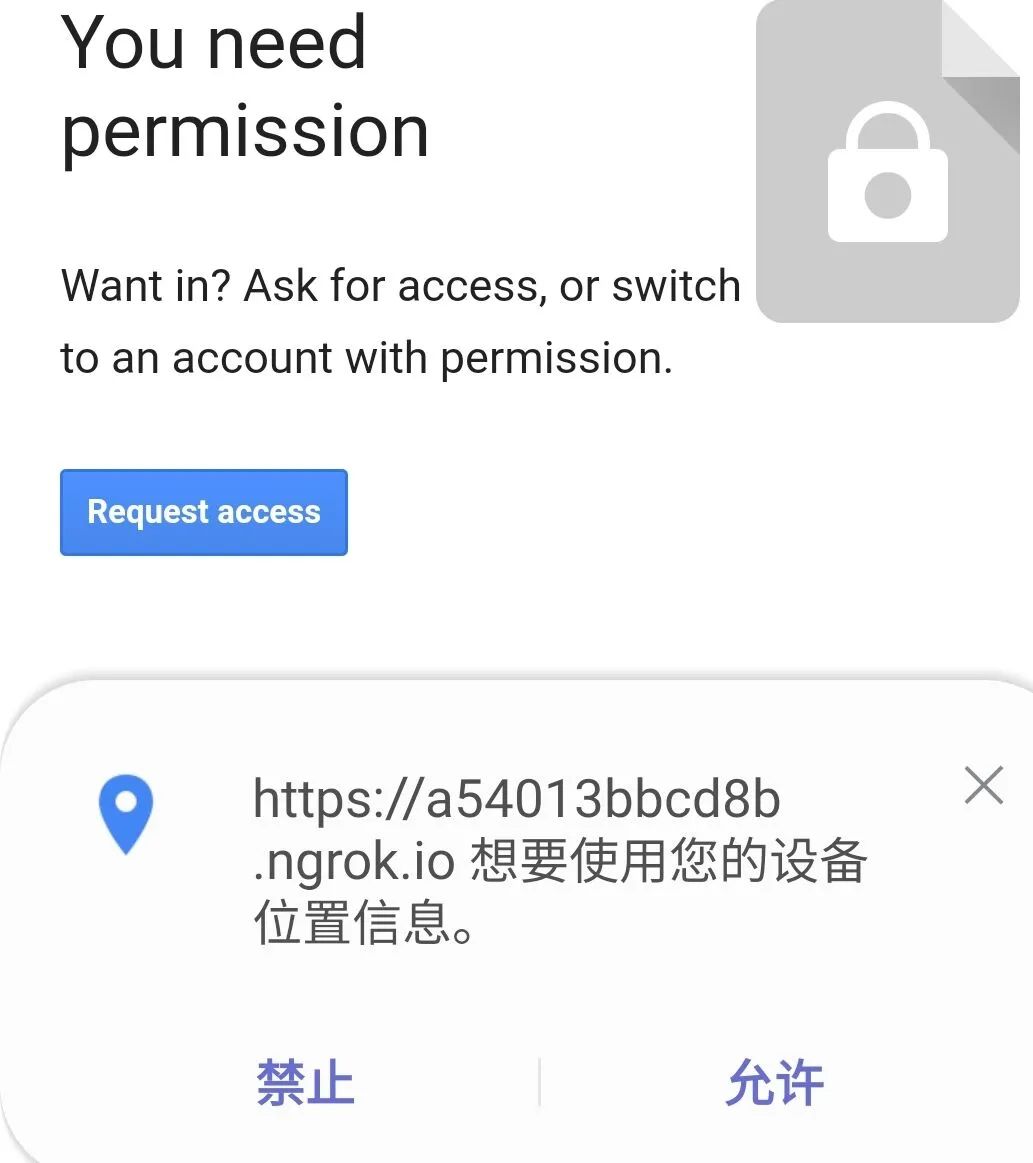 You need
permission
Want in? Ask for access, or switch
to an account with permission.
Request access
https://a54013bbcd8b
.ngrok.io 想要使用您的设备
位置信息。
禁止
允许